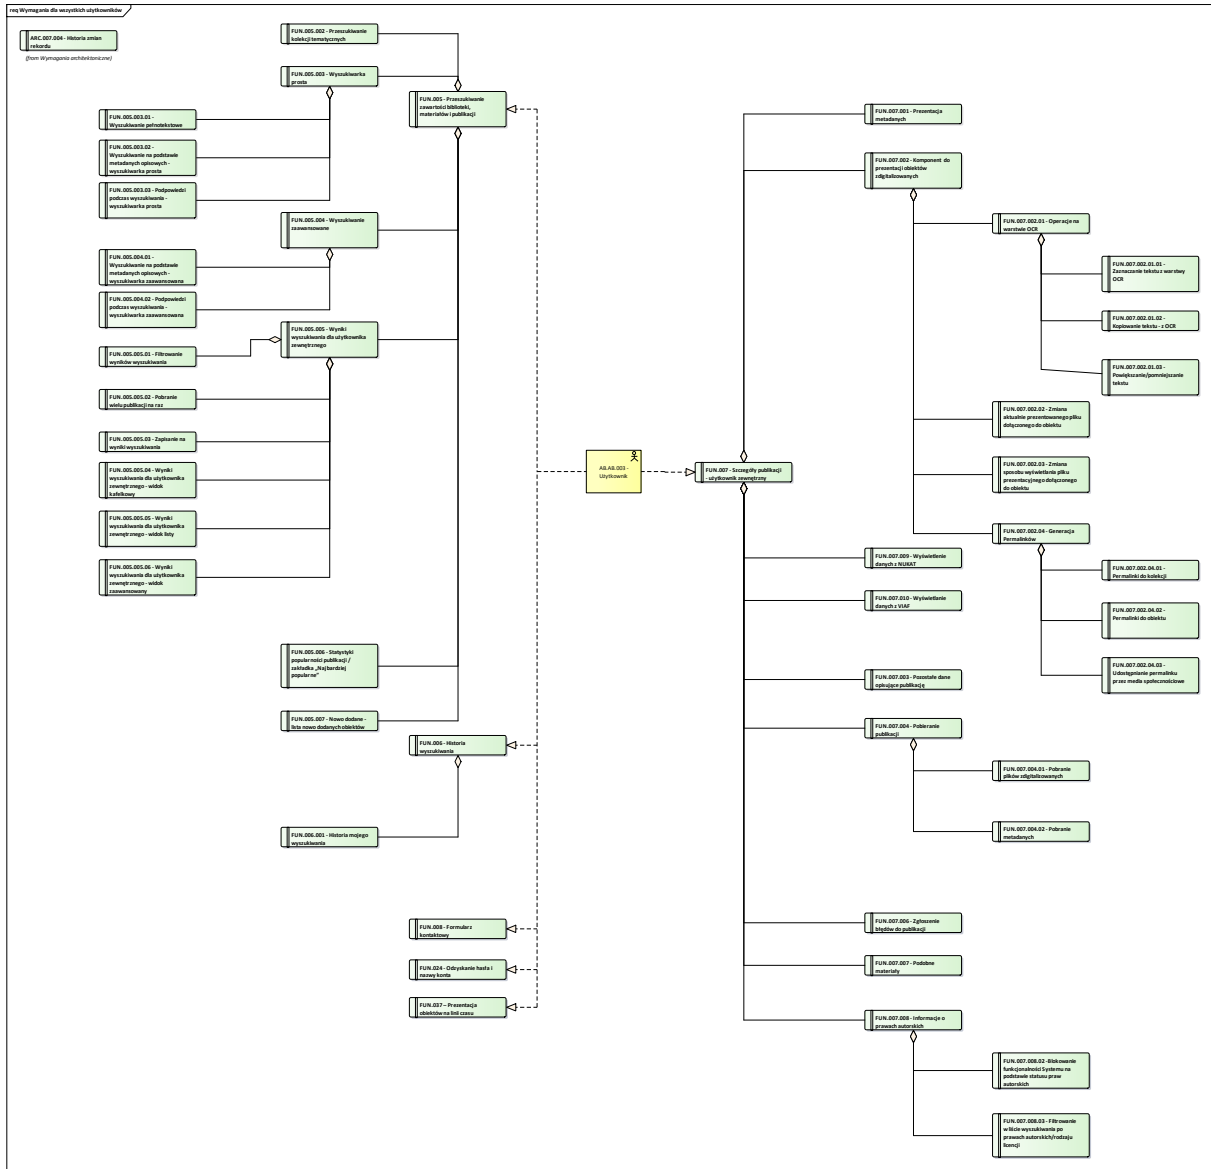 req Wymagania dla wszystkich użytkowników
ARC.007.004 - Historia zmian
rekordu
(from Wymagania architektoniczne)
FUN.005.002 - Przeszukiwanie
kolekcji tematycznych
FUN.005.003 - Wyszukiwarka
prosta
FUN.005 - Przeszukiwanie
zawartości biblioteki,
materiałów i publikacji
FUN.005.003.01 -
Wyszukiwanie pełnotekstowe
FUN.005.003.02 -
Wyszukiwanie na podstawie
metadanych opisowych -
wyszukiwarka prosta
FUN.005.003.03 - Podpowiedzi
podczas wyszukiwania -
wyszukiwarka prosta
FUN.005.004 - Wyszukiwanie
zaawansowane
FUN.005.004.01 -
Wyszukiwanie na podstawie
metadanych opisowych -
wyszukiwarka zaawansowana
FUN.005.004.02 - Podpowiedzi
podczas wyszukiwania -
wyszukiwarka zaawansowana
FUN.005.005 - Wyniki
wyszukiwania dla użytkownika
zewnętrznego
FUN.005.005.01 - Filtrowanie
wyników wyszukiwania
FUN.005.005.02 - Pobranie
wielu publikacji na raz
FUN.005.005.03 - Zapisanie na
wyniki wyszukiwania
FUN.005.005.04 - Wyniki
wyszukiwania dla użytkownika
zewnętrznego - widok
kafelkowy
FUN.005.005.05 - Wyniki
wyszukiwania dla użytkownika
zewnętrznego - widok listy
FUN.005.005.06 - Wyniki
wyszukiwania dla użytkownika
zewnętrznego - widok
zaawansowany
FUN.005.006 - Statystyki
popularności publikacji /
zakładka „Najbardziej
popularne"
FUN.005.007 - Nowo dodane -
lista nowo dodanych obiektów
FUN.006 - Historia
wyszukiwania
FUN.006.001 - Historia mojego
wyszukiwania
FUN.008 - Formularz
kontaktowy
FUN.024 - Odzyskanie hasła i
nazwy konta
FUN.037 – Prezentacja
obiektów na linii czasu
AB.AB.003 -
Użytkownik
FUN.007 - Szczegóły publikacji
- użytkownik zewnętrzny
FUN.007.001 - Prezentacja
metadanych
FUN.007.002 - Komponent do
prezentacji obiektów
zdigitalizowanych
FUN.007.002.01 - Operacje na
warstwie OCR
FUN.007.002.01.01 -
Zaznaczanie tekstu z warstwy
OCR
FUN.007.002.01.02 -
Kopiowanie tekstu - z OCR
FUN.007.002.01.03 -
Powiększanie/pomniejszanie
tekstu
FUN.007.002.02 - Zmiana
aktualnie prezentowanego pliku
dołączonego do obiektu
FUN.007.002.03 - Zmiana
sposobu wyświetlania pliku
prezentacyjnego dołączonego
do obiektu
FUN.007.002.04 - Generacja
Permalinków
FUN.007.002.04.01 -
Permalinki do kolekcji
FUN.007.002.04.02 -
Permalinki do obiektu
FUN.007.002.04.03 -
Udostępnianie permalinku
przez media społecznościowe
FUN.007.009 - Wyświetlenie
danych z NUKAT
FUN.007.010 - Wyświetlanie
danych z VIAF
FUN.007.003 - Pozostałe dane
opisujące publikację
FUN.007.004 - Pobieranie
publikacji
FUN.007.004.01 - Pobranie
plików zdigitalizowanych
FUN.007.004.02 - Pobranie
metadanych
FUN.007.006 - Zgłoszenie
błędów do publikacji
FUN.007.007 - Podobne
materiały
FUN.007.008 - Informacje o
prawach autorskich
FUN.007.008.02 - Blokowanie
funkcjonalności Systemu na
podstawie statusu praw
autorskich
FUN.007.008.03 - Filtrowanie
w liście wyszukiwania po
prawach autorskich/rodzaju
licencji